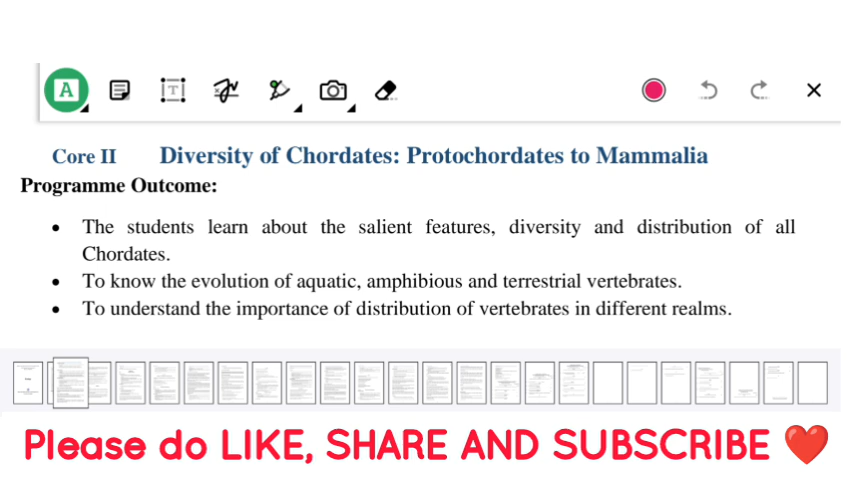 A T
Core II Diversity of Chordates: Protochordates to Mammalia
Programme Outcome:
• The students learn about the salient features, diversity and distribution of all
Chordates.
• To know the evolution of aquatic, amphibious and terrestrial vertebrates.
• To understand the importance of distribution of vertebrates in different realms.
Please do LIKE, SHARE AND SUBSCRIBE ❤️